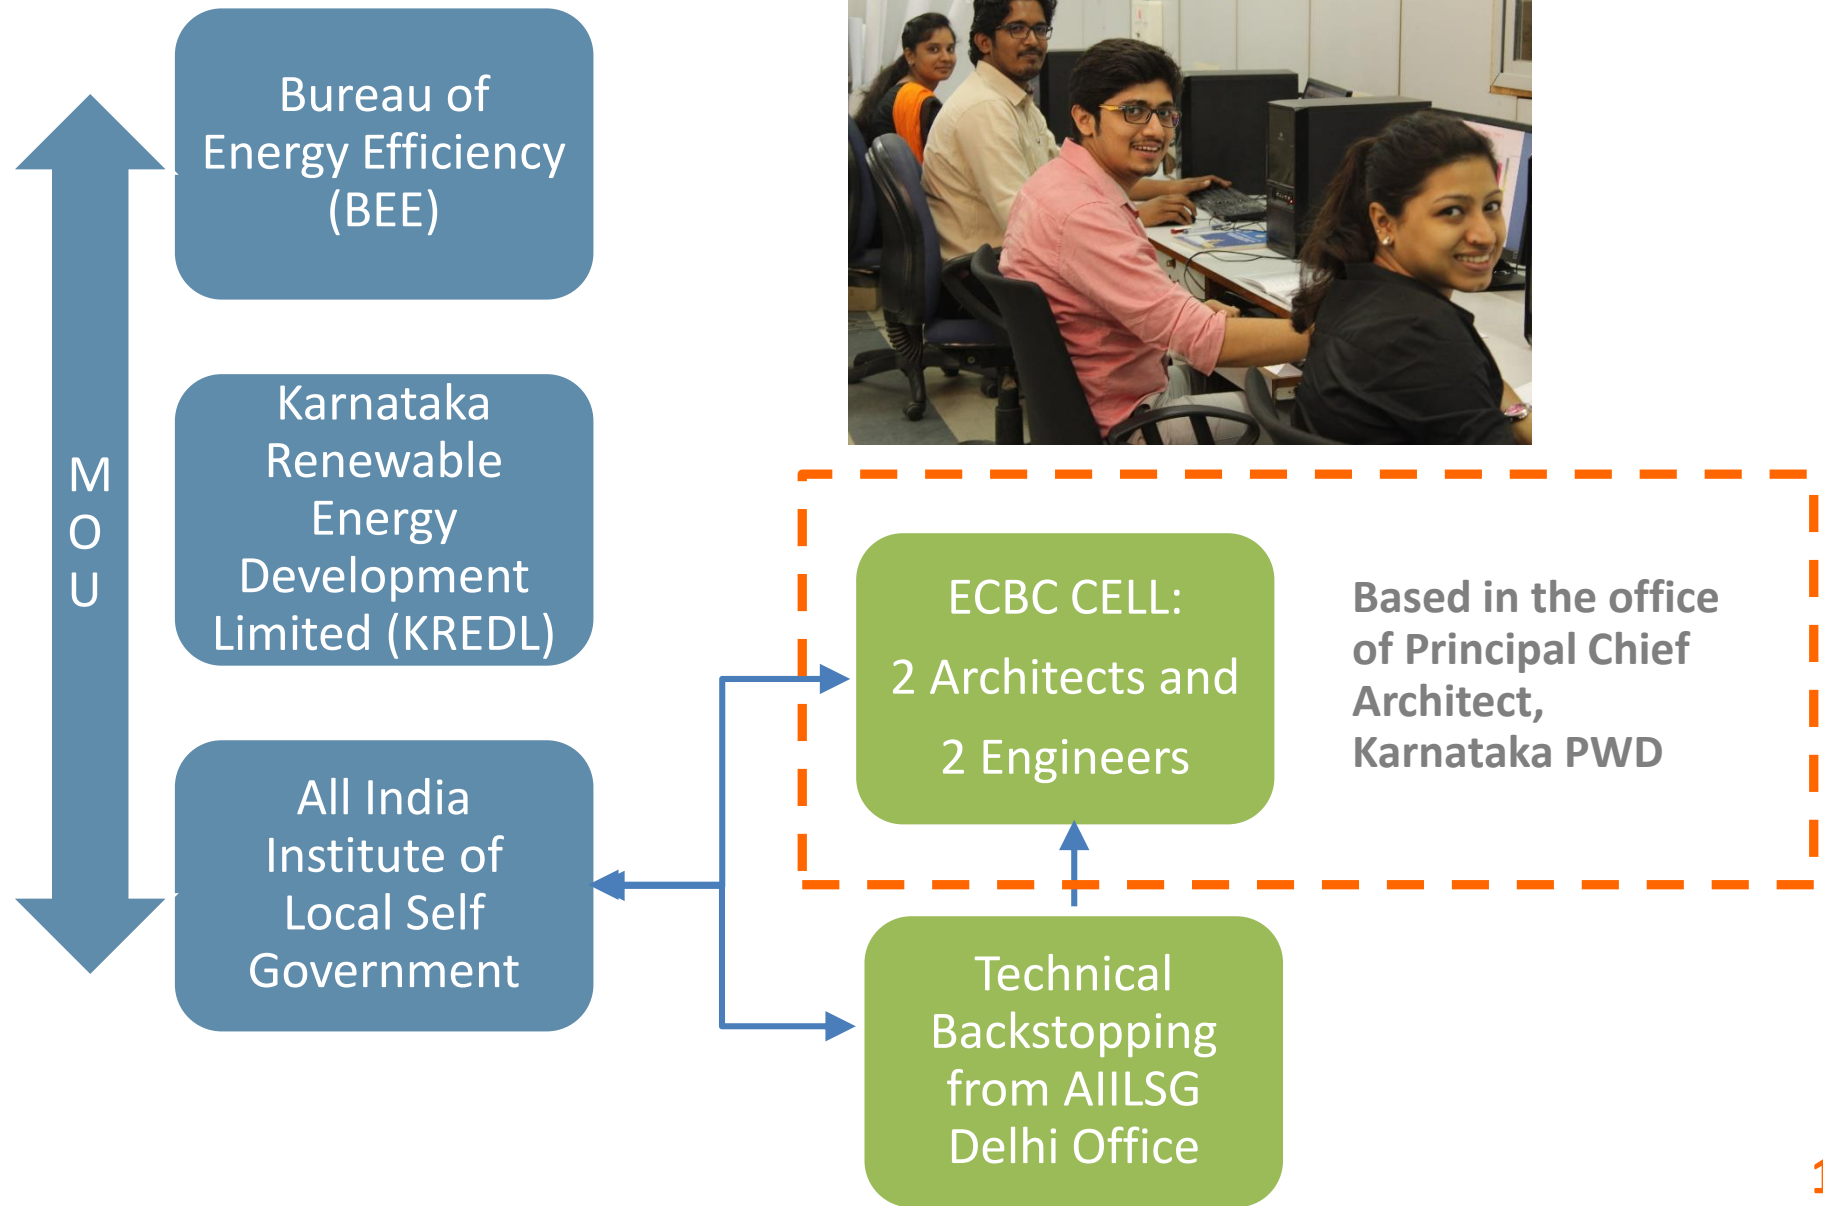 Bureau of
Energy Efficiency
(BEE)
M
O
U
Karnataka
Renewable
Energy
Development
Limited (KREDL)
All India
Institute of
Local Self
Government
ECBC CELL:
2 Architects and
2 Engineers
Based in the office
of Principal Chief
Architect,
Karnataka PWD
Technical
Backstopping
from AIILSG
Delhi Office
1